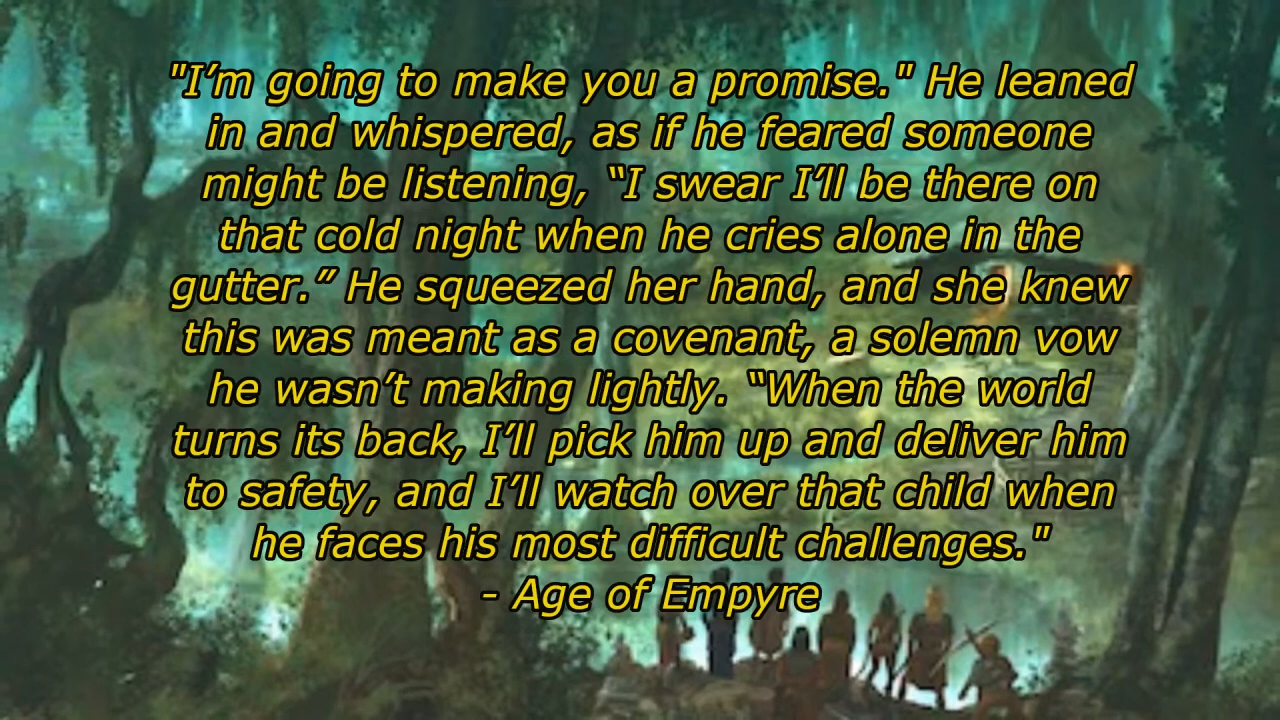 "I’m going to make you a promise." He leaned
in and whispered, as if he feared someone
might be listening, “I swear I’ll be there on
that cold night when he cries alone in the
gutter.” He squeezed her hand, and she knew
this was meant as a covenant, a solemn vow
he wasn’t making lightly. “When the world
turns its back, I’ll pick him up and deliver him
to safety, and I’ll watch over that child when
he faces his most difficult challenges."
- Age of Empyre